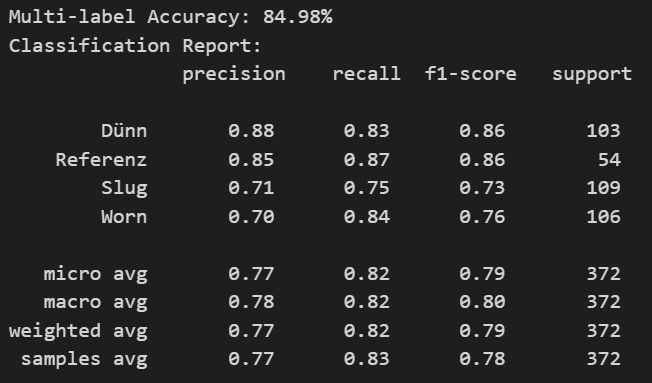 Multi-label Accuracy: 84.98%
Classification Report:
precision recall f1-score support
Dünn 0.88 0.83 0.86 103
Referenz 0.85 0.87 0.86 54
Slug 0.71 0.75 0.73 109
Worn 0.70 0.84 0.76 106
micro avg 0.77 0.82 0.79 372
macro avg 0.78 0.82 0.80 372
weighted avg 0.77 0.82 0.79 372
samples avg 0.77 0.83 0.78 372